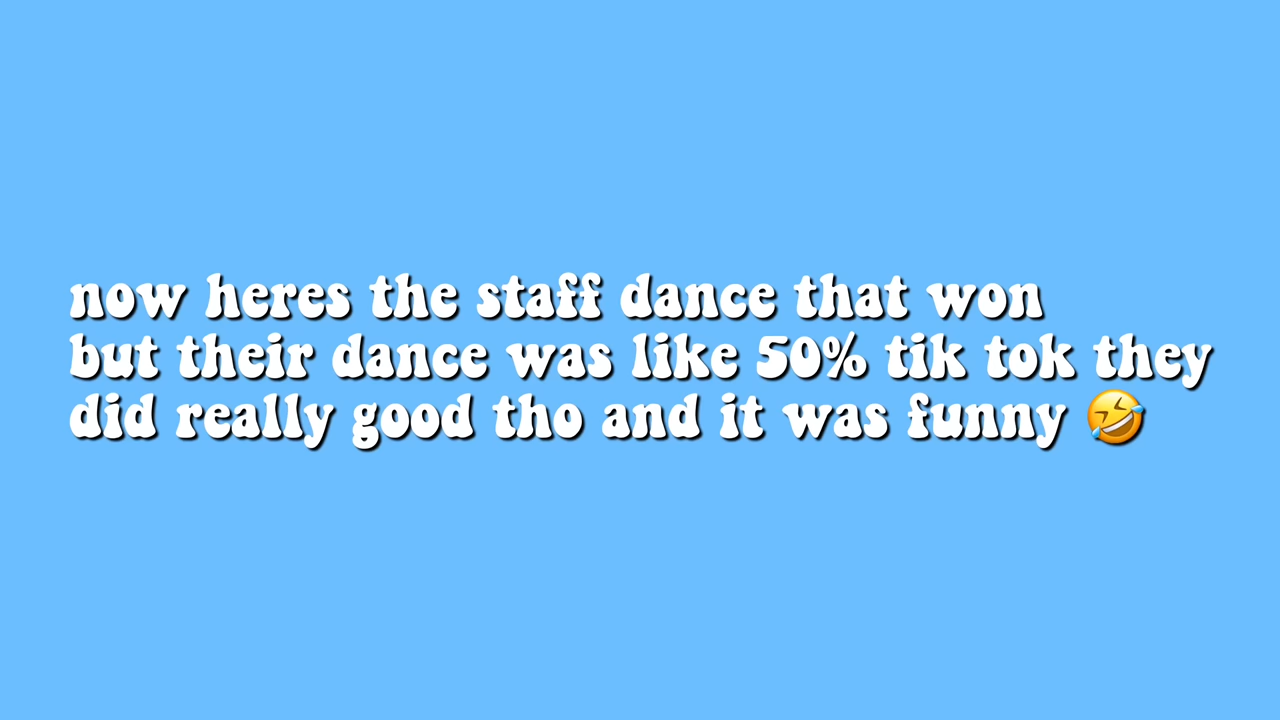 now heres the staff dance that won
but their dance was like 50% tik tok they
did really good tho and it was funny 🤣